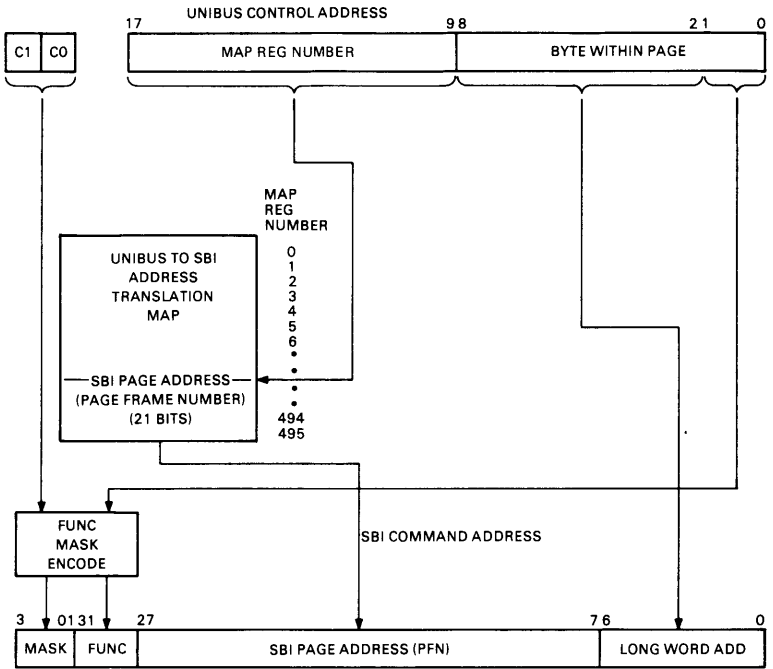 UNIBUS CONTROL ADDRESS
17 9 8 2 1 0
C1 C0 MAP REG NUMBER BYTE WITHIN PAGE
MAP
REG
NUMBER
UNIBUS TO SBI
ADDRESS
TRANSLATION
MAP
0
1
2
3
4
5
6
SBI PAGE ADDRESS
(PAGE FRAME NUMBER)
(21 BITS)
494
495
FUNC
MASK
ENCODE
SBI COMMAND ADDRESS
3 0 1 31 27 7 6 0
MASK FUNC SBI PAGE ADDRESS (PFN) LONG WORD ADD